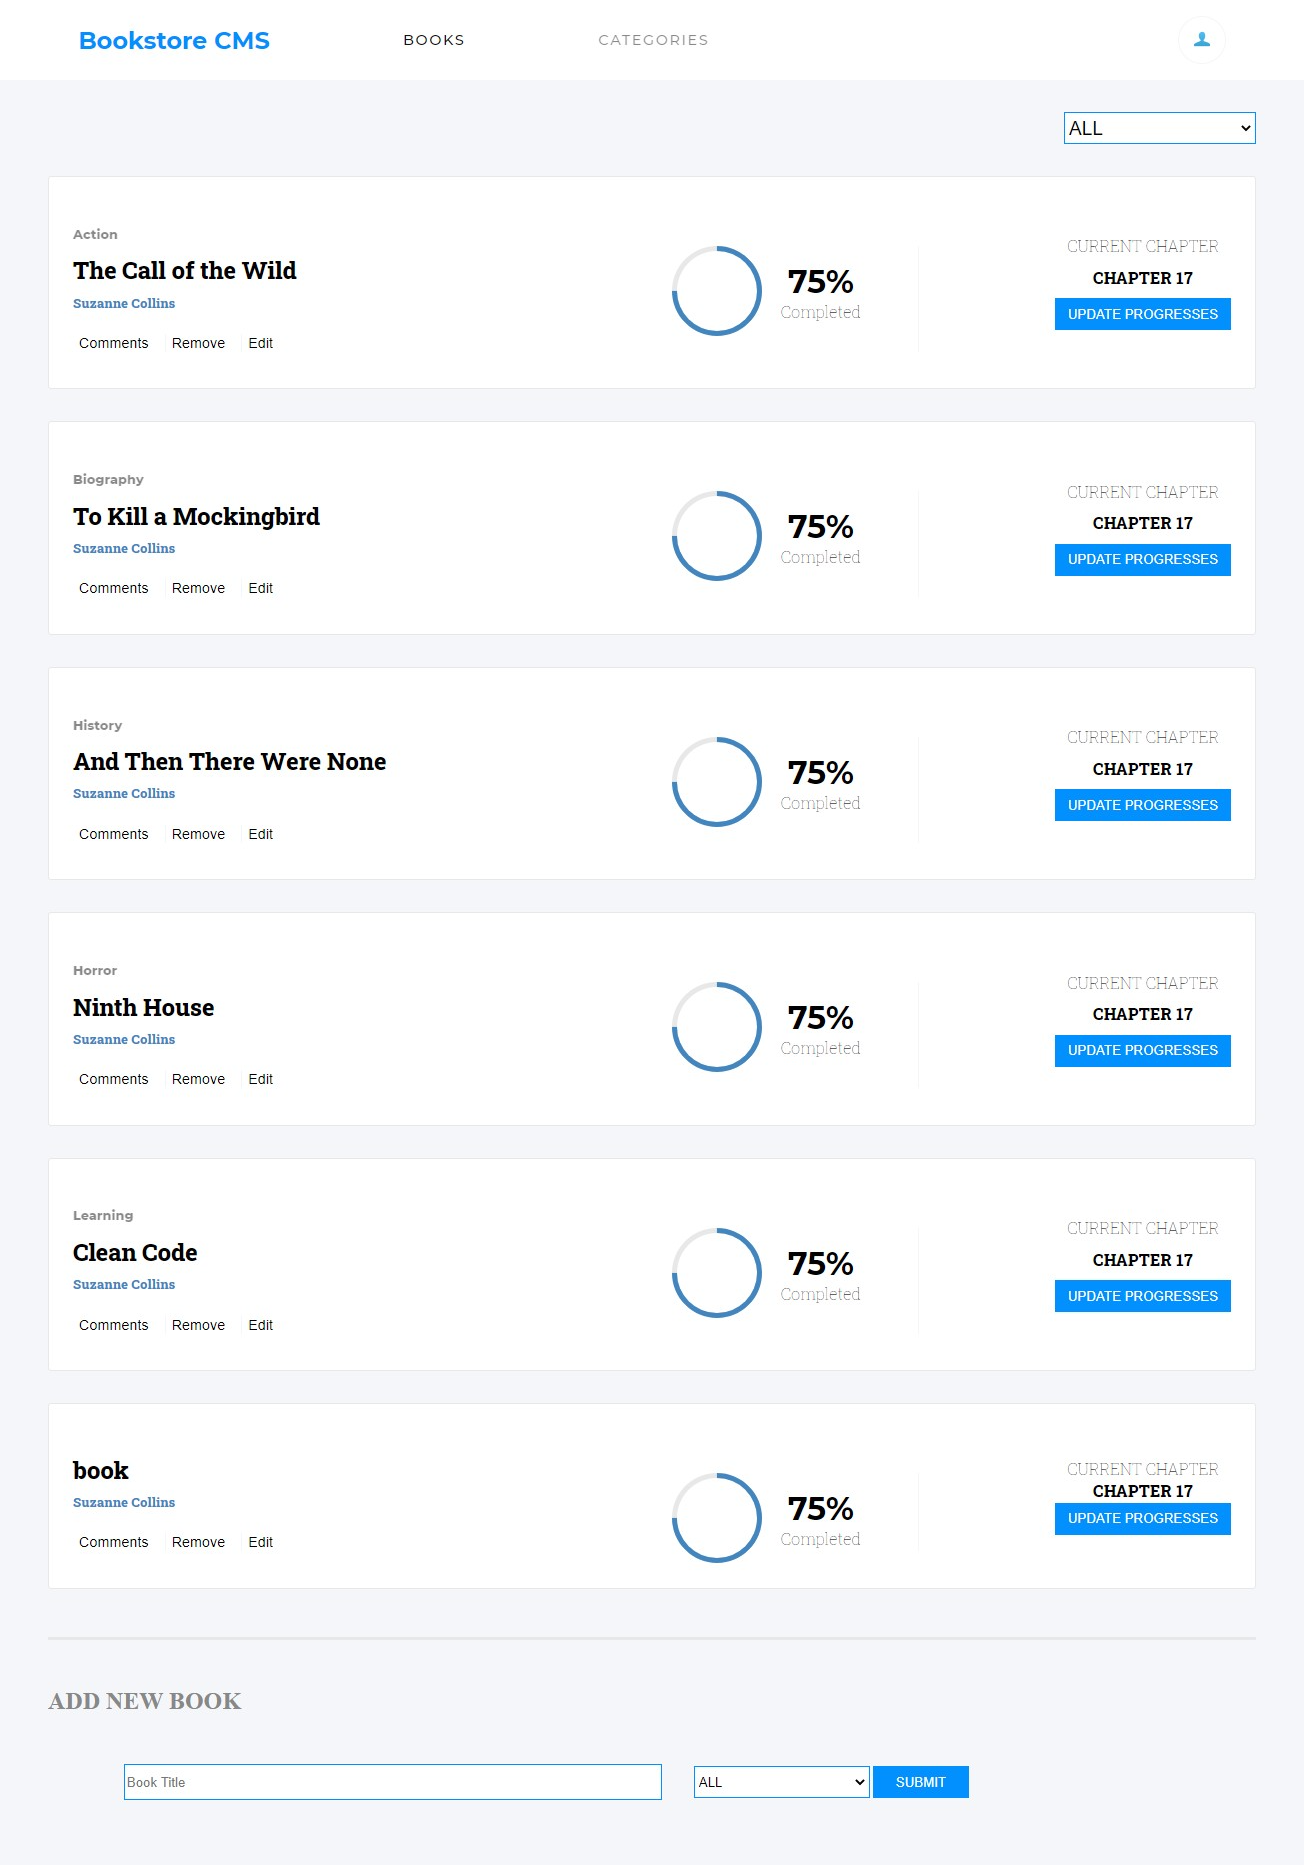 Bookstore CMS
BOOKS
CATEGORIES
ALL
Action
The Call of the Wild
Suzanne Collins
Comments
Remove
Edit
75%
Completed
CURRENT CHAPTER
CHAPTER 17
UPDATE PROGRESSES
Biography
To Kill a Mockingbird
Suzanne Collins
Comments
Remove
Edit
75%
Completed
CURRENT CHAPTER
CHAPTER 17
UPDATE PROGRESSES
History
And Then There Were None
Suzanne Collins
Comments
Remove
Edit
75%
Completed
CURRENT CHAPTER
CHAPTER 17
UPDATE PROGRESSES
Horror
Ninth House
Suzanne Collins
Comments
Remove
Edit
75%
Completed
CURRENT CHAPTER
CHAPTER 17
UPDATE PROGRESSES
Learning
Clean Code
Suzanne Collins
Comments
Remove
Edit
75%
Completed
CURRENT CHAPTER
CHAPTER 17
UPDATE PROGRESSES
book
Suzanne Collins
Comments
Remove
Edit
75%
Completed
CURRENT CHAPTER
CHAPTER 17
UPDATE PROGRESSES
ADD NEW BOOK
Book Title
ALL
SUBMIT